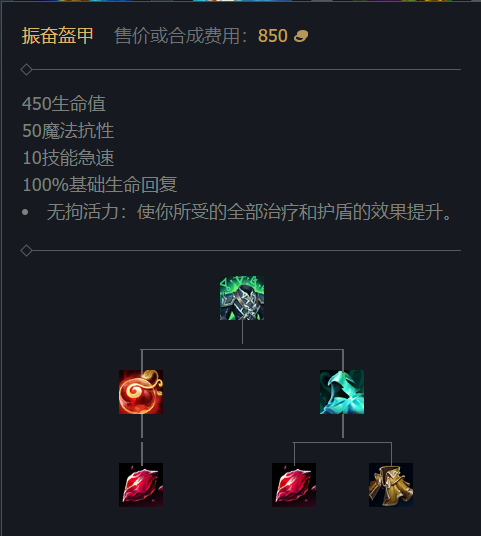 振奋盔甲 售价或合成费用：850
450生命值
50魔法抗性
10技能急速
100%基础生命回复
• 无拘活力：使你所受的全部治疗和护盾的效果提升。